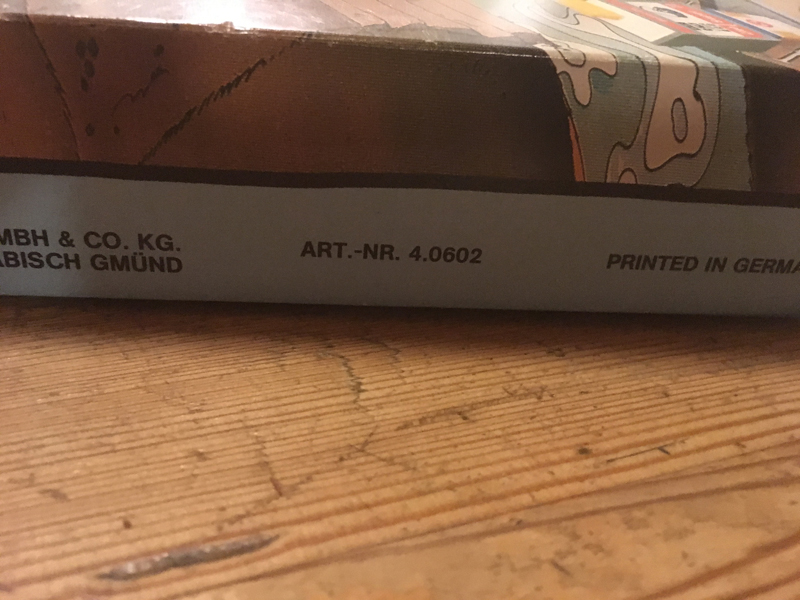 MBH & CO. KG.
ABISCH GMÜND
ART.-NR. 4.0602
PRINTED IN GERMA